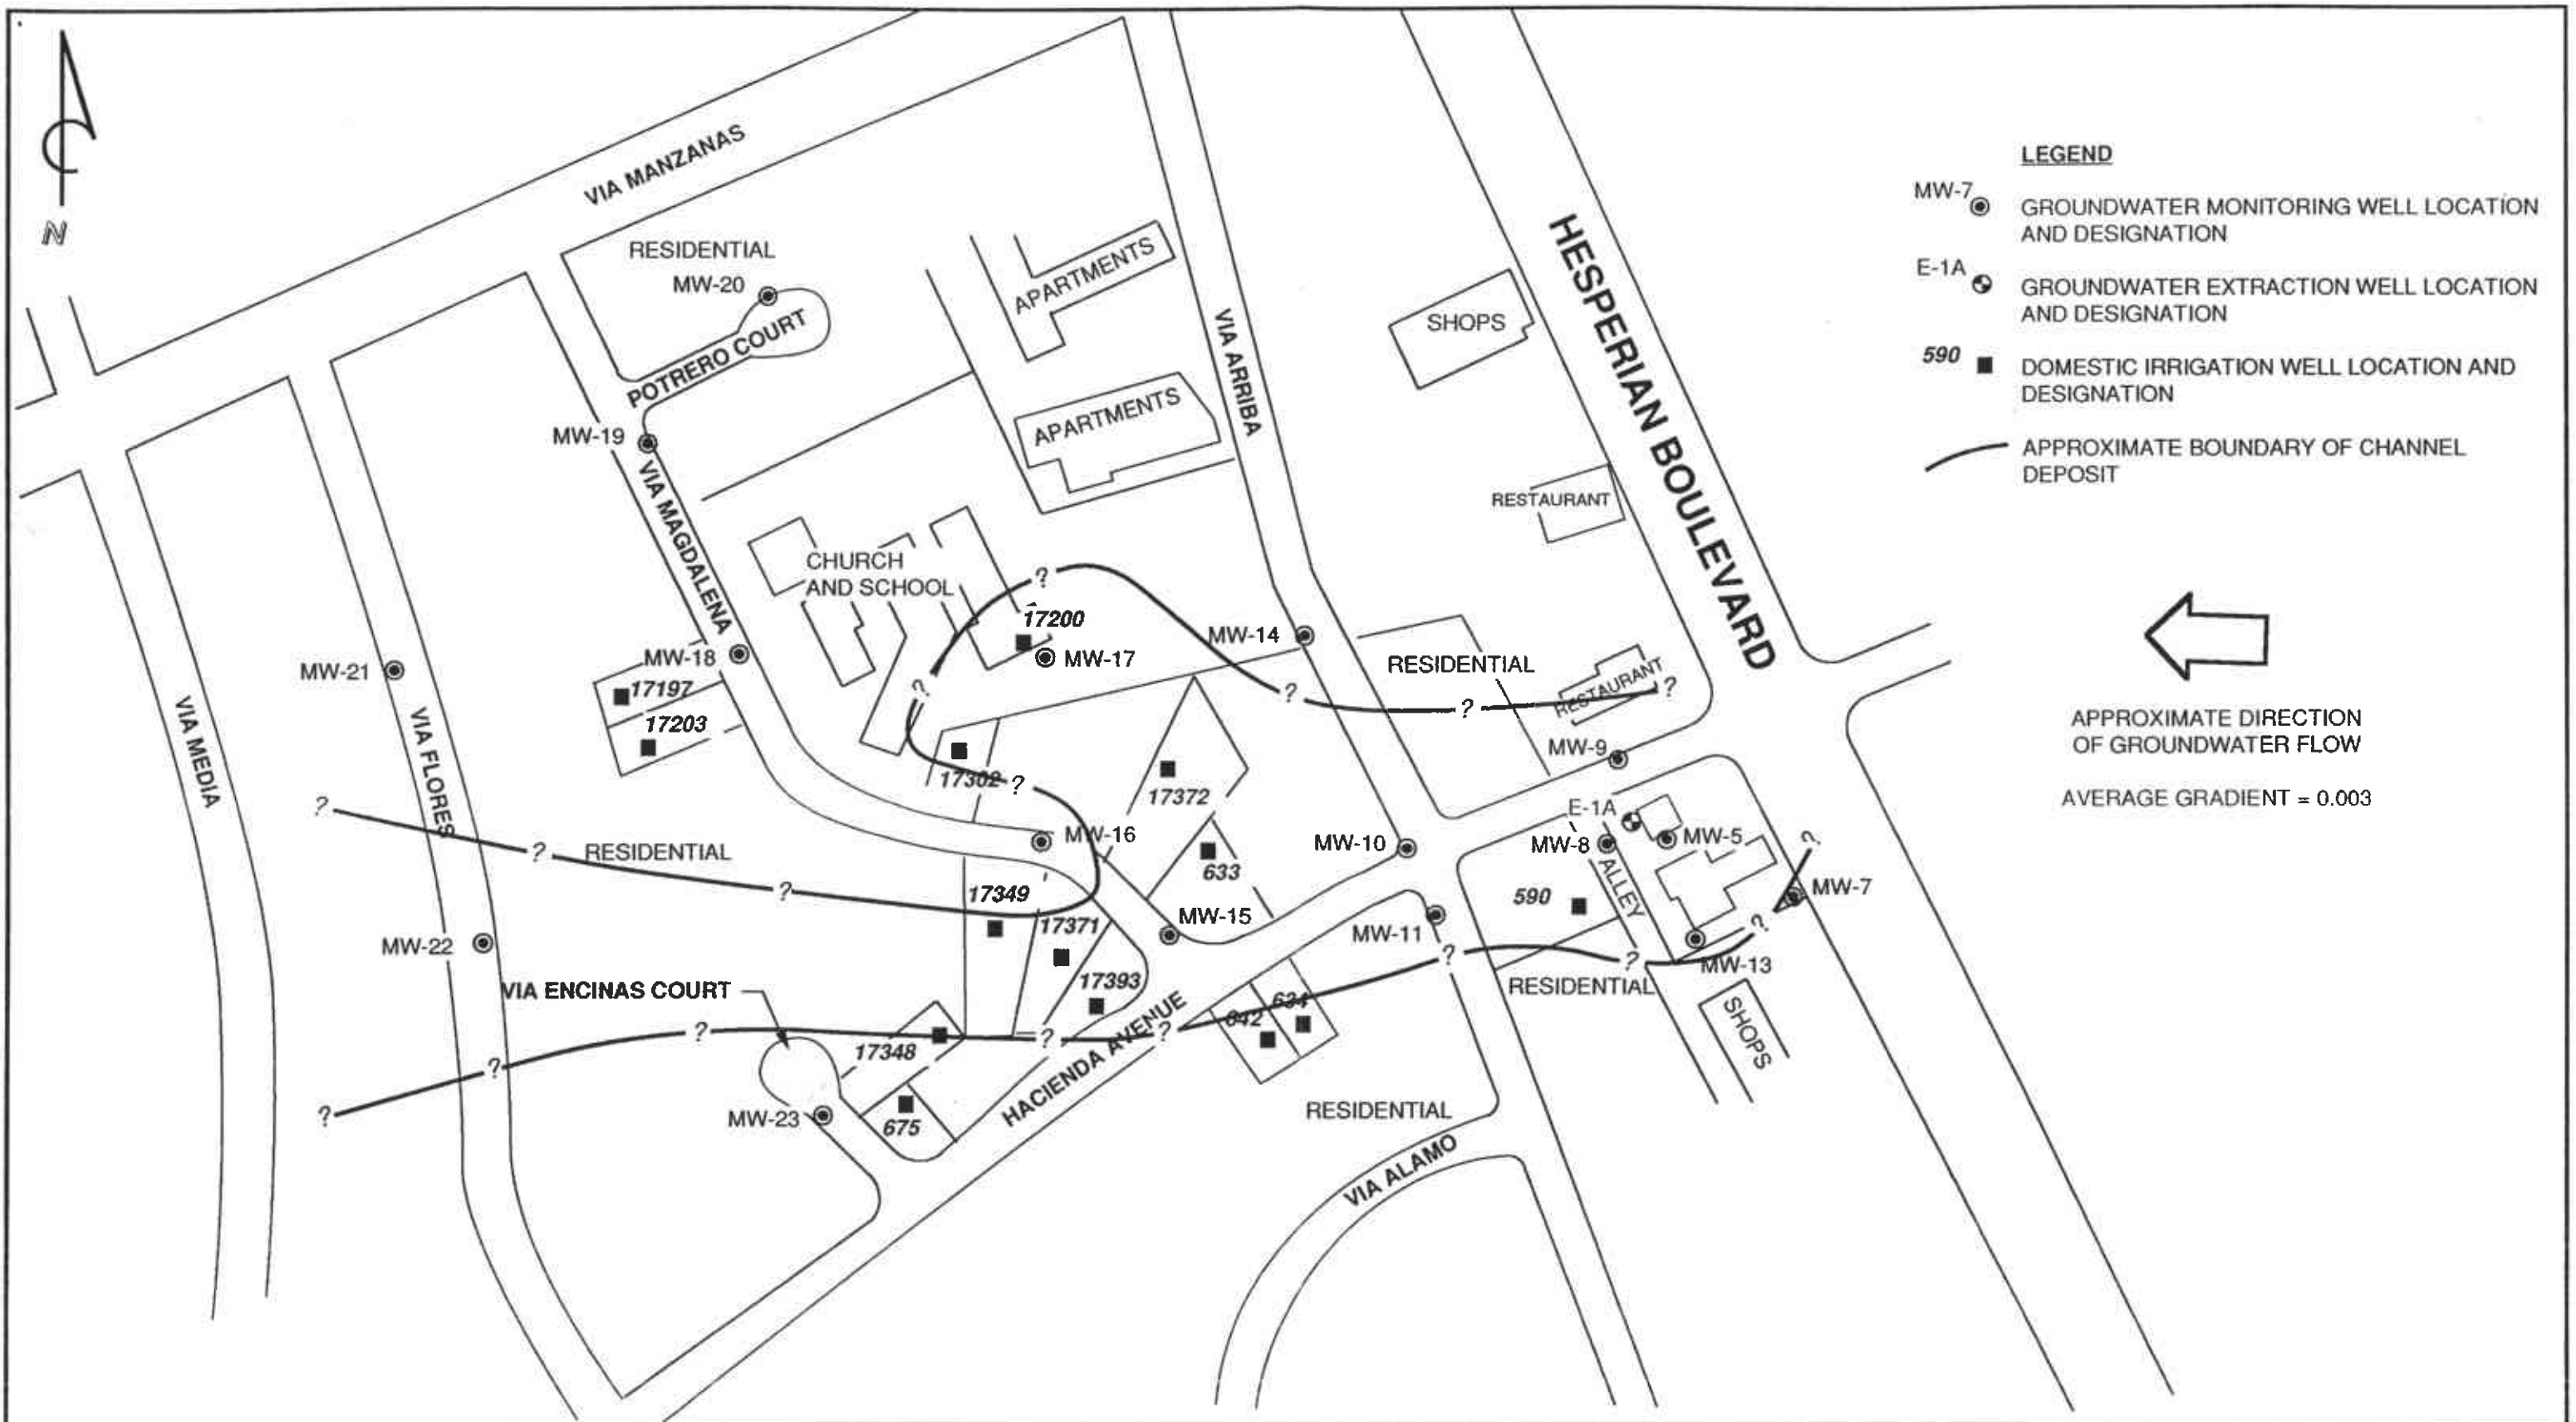 N
VIA MANZANAS
RESIDENTIAL
MW-20
POTRERO COURT
APARTMENTS
APARTMENTS
VIA ARRIBA
SHOPS
HESPERIAN BOULEVARD
RESTAURANT
LEGEND
MW-7
GROUNDWATER MONITORING WELL LOCATION
AND DESIGNATION
E-1A
GROUNDWATER EXTRACTION WELL LOCATION
AND DESIGNATION
590
DOMESTIC IRRIGATION WELL LOCATION AND
DESIGNATION
APPROXIMATE BOUNDARY OF CHANNEL
DEPOSIT
APPROXIMATE DIRECTION
OF GROUNDWATER FLOW
AVERAGE GRADIENT = 0.003
MW-19
VIA MAGDALENA
CHURCH
AND SCHOOL
?
17200
MW-17
MW-14
RESIDENTIAL
RESTAURANT
?
?
?
?
MW-18
17197
17203
MW-21
VIA MEDIA
VIA FLORES
17302
?
17372
MW-9
E-1A
MW-5
MW-8
ALLEY
?
MW-7
?
?
RESIDENTIAL
?
MW-16
MW-10
633
17349
17371
MW-15
590
MW-11
?
?
?
MW-13
MW-22
17393
RESIDENTIAL
SHOPS
VIA ENCINAS COURT
634
642
?
?
?
?
?
17348
HACIENDA AVENUE
MW-23
675
RESIDENTIAL
VIA ALAMO